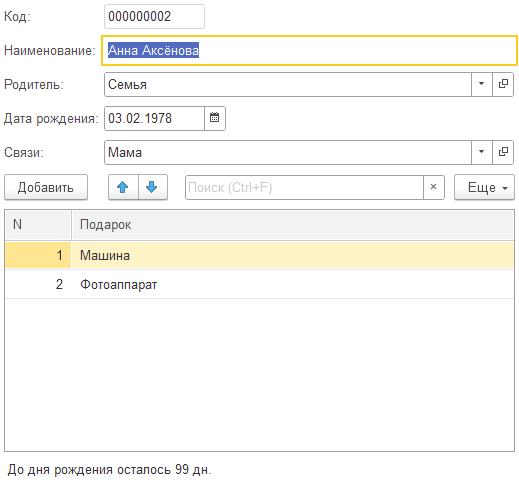 Код: 000000002
Наименование: Анна Аксёнова
Родитель: Семья
Дата рождения: 03.02.1978
Связи: Мама
Добавить Поиск (Ctrl+F) × Еще
N Подарок
1 Машина
2 Фотоаппарат
До дня рождения осталось 99 дн.